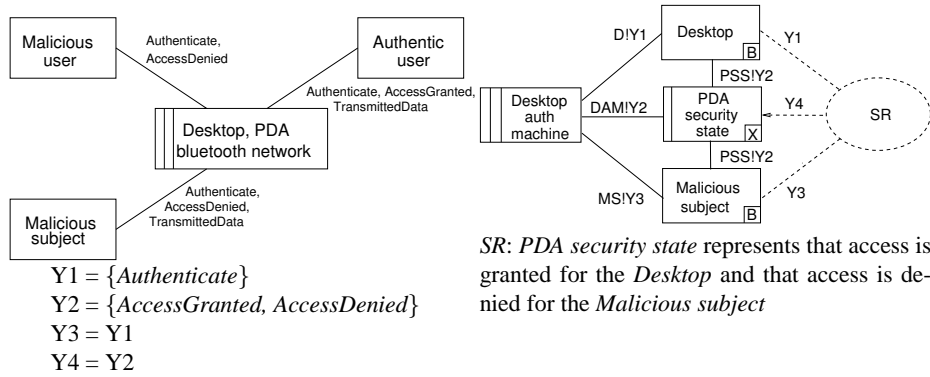 Malicious
user
Authenticate,
AccessDenied
Authentic
user
Authenticate, AccessGranted,
TransmittedData
Desktop, PDA
bluetooth network
Authenticate,
AccessDenied,
TransmittedData
Malicious
subject
Y1 = {Authenticate}
Y2 = {AccessGranted, AccessDenied}
Y3 = Y1
Y4 = Y2
D!Y1
Desktop
B
Y1
PSS!Y2
Desktop
auth
machine
DAM!Y2
PDA
security
state
X
Y4
SR
PSS!Y2
MS!Y3
Malicious
subject
B
Y3
SR: PDA security state represents that access is
granted for the Desktop and that access is de-
nied for the Malicious subject